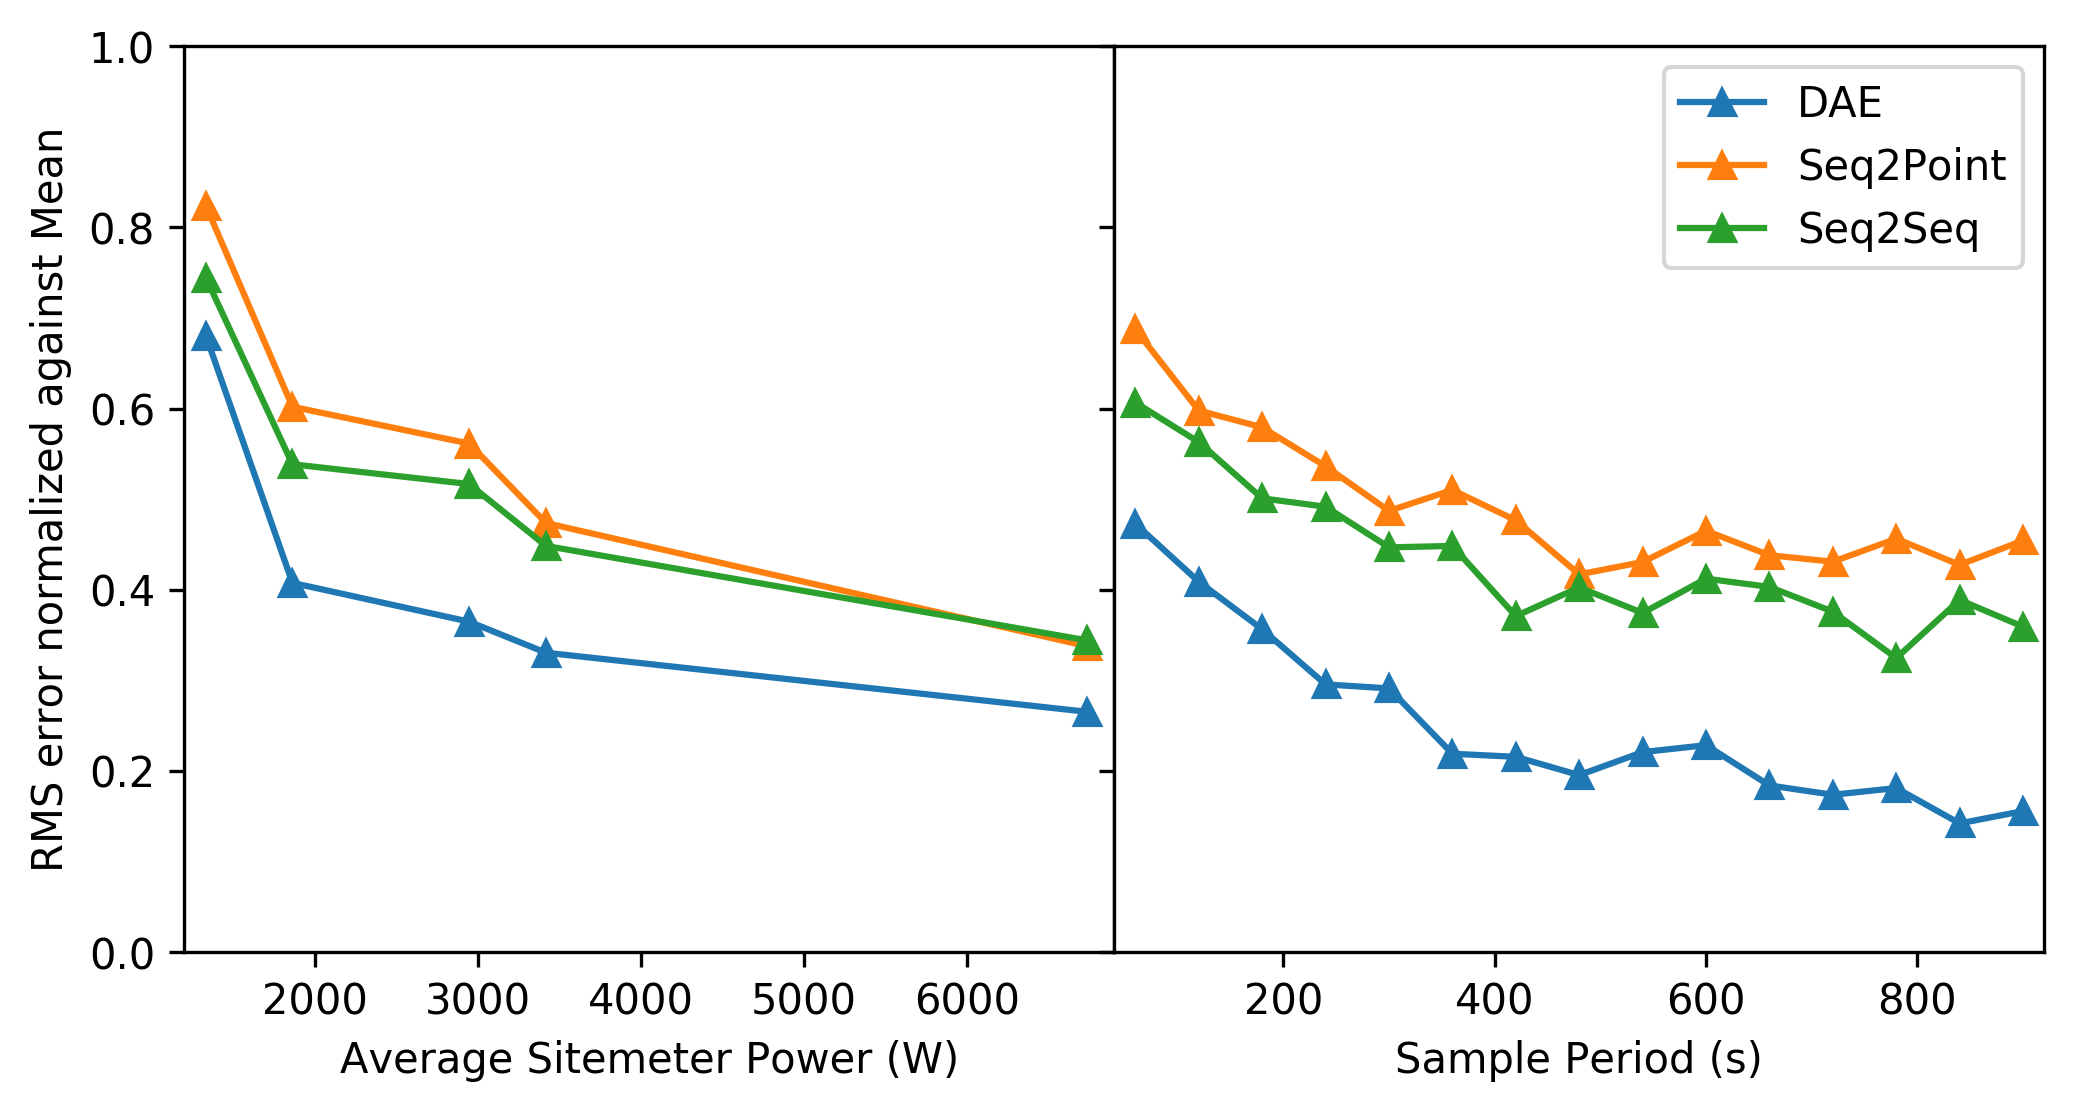 RMS error normalized against Mean
1.0
0.8
0.6
0.4
0.2
0.0
2000 3000 4000 5000 6000
Average Sitemeter Power (W)
DAE
Seq2Point
Seq2Seq
200 400 600 800
Sample Period (s)